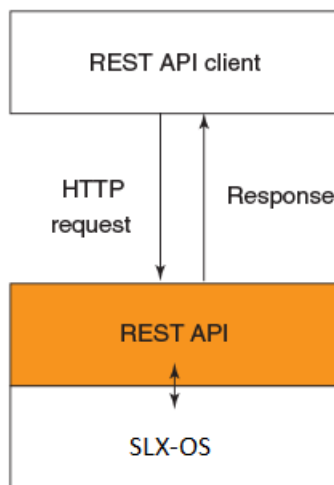 REST API client
HTTP
request
Response
REST API
SLX-OS